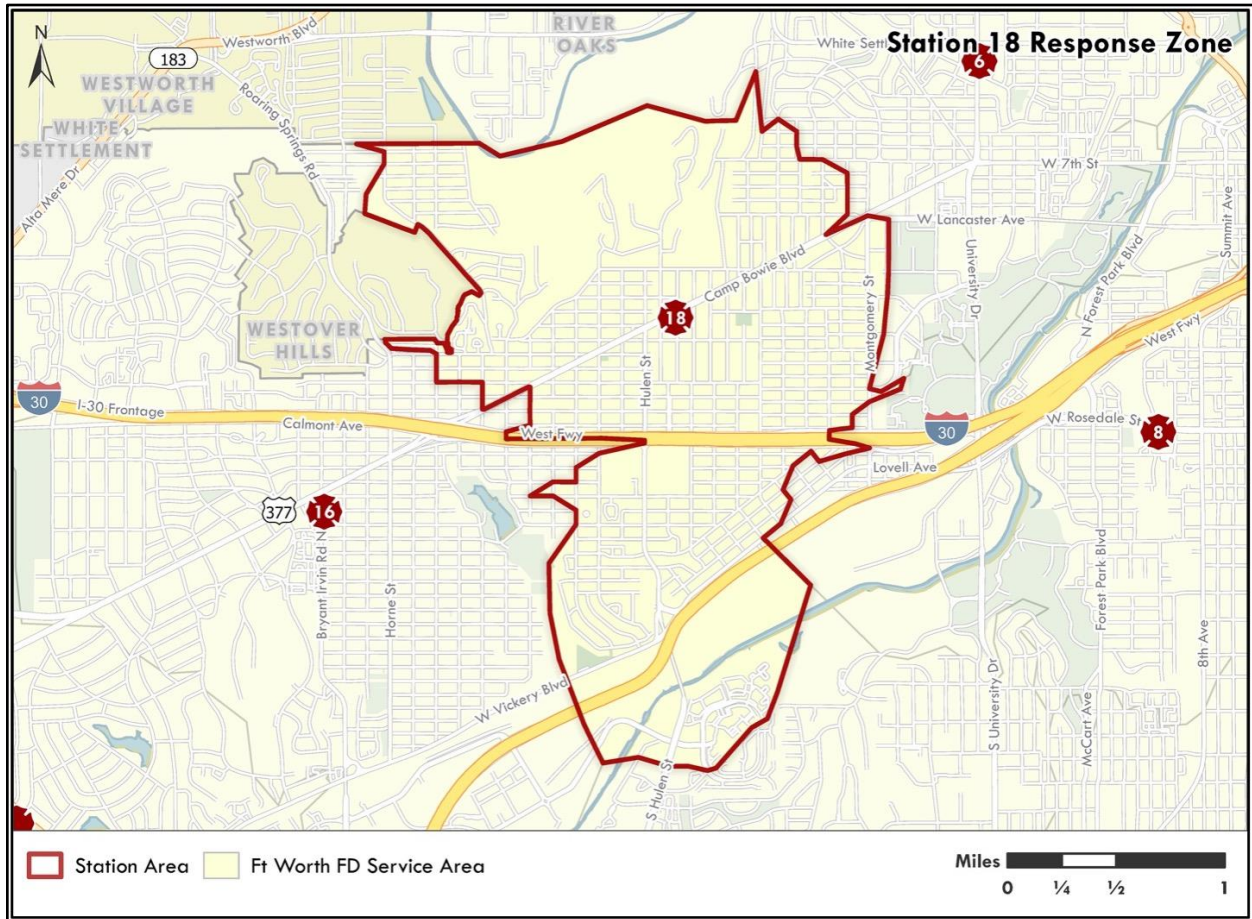 RIVER
OAKS
Station 18 Response Zone
White Settl
6
N
Westworth Blvd
183
WESTWORTH
VILLAGE
Roaring Springs Rd
WHITE
SETTLEMENT
Alta Mere Dr
W 7th St
Summit Ave
W Lancaster Ave
University Dr
N Forest Park Blvd
Camp Bowie Blvd
Montgomery St
West Fwy
18
WESTOVER
HILLS
Hulen St
30
I-30 Frontage
Calmont Ave
West Fwy
30
W Rosedale St
8
Lovell Ave
377
16
Bryant Irvin Rd N
Horne St
Forest Park Blvd
8th Ave
W Vickery Blvd
S University Dr
McCart Ave
S Hulen St
Station Area
Ft Worth FD Service Area
Miles
0 ¼ ½ 1